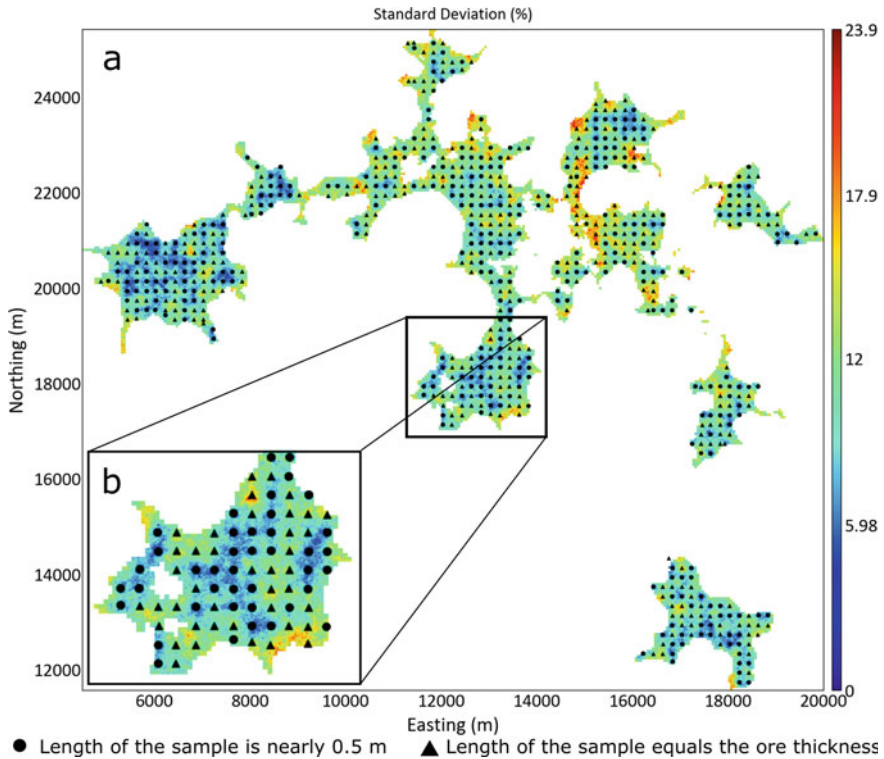 Standard Deviation (%)
a
23.9
17.9
12
5.98
0
24000
22000
20000
18000
16000
14000
12000
Northing (m)
b
6000 8000 10000 12000 14000 16000 18000 20000
Easting (m)
Length of the sample is nearly 0.5 m Length of the sample equals the ore thickness